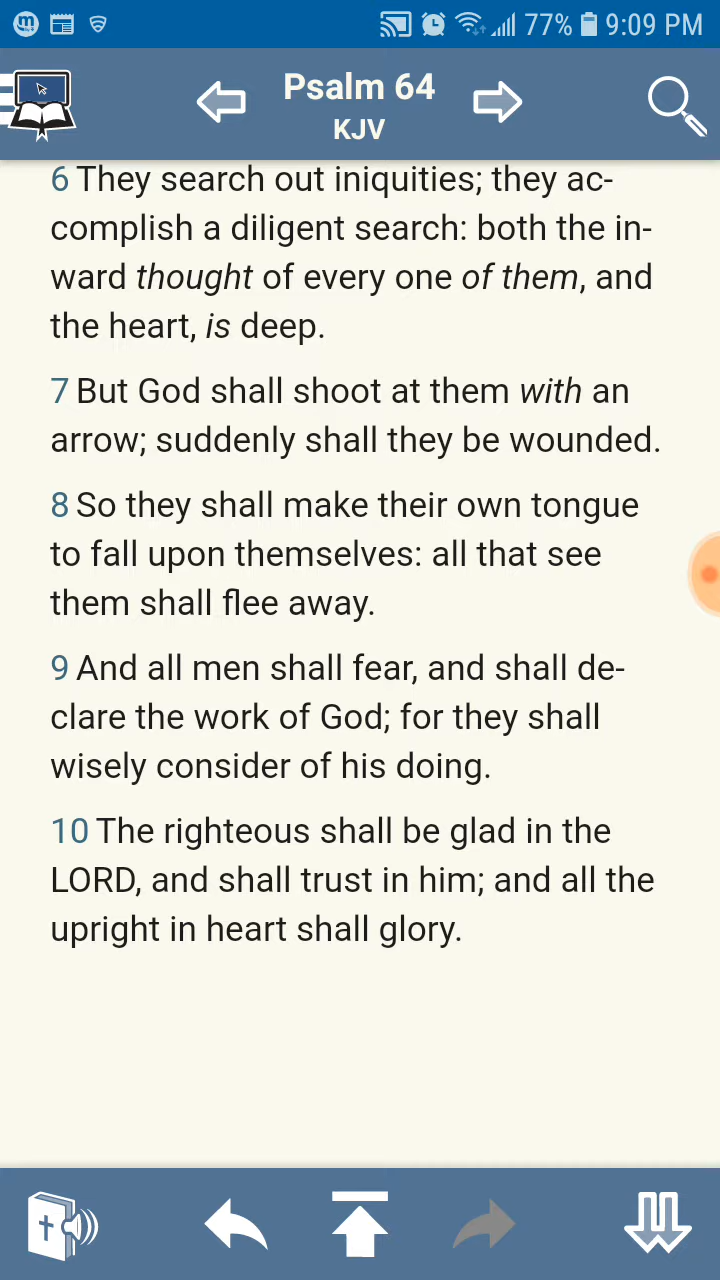 77% 9:09 PM
Psalm 64
KJV
6 They search out iniquities; they ac-
complish a diligent search: both the in-
ward thought of every one of them, and
the heart, is deep.
7 But God shall shoot at them with an
arrow; suddenly shall they be wounded.
8 So they shall make their own tongue
to fall upon themselves: all that see
them shall flee away.
9 And all men shall fear, and shall de-
clare the work of God; for they shall
wisely consider of his doing.
10 The righteous shall be glad in the
LORD, and shall trust in him; and all the
upright in heart shall glory.